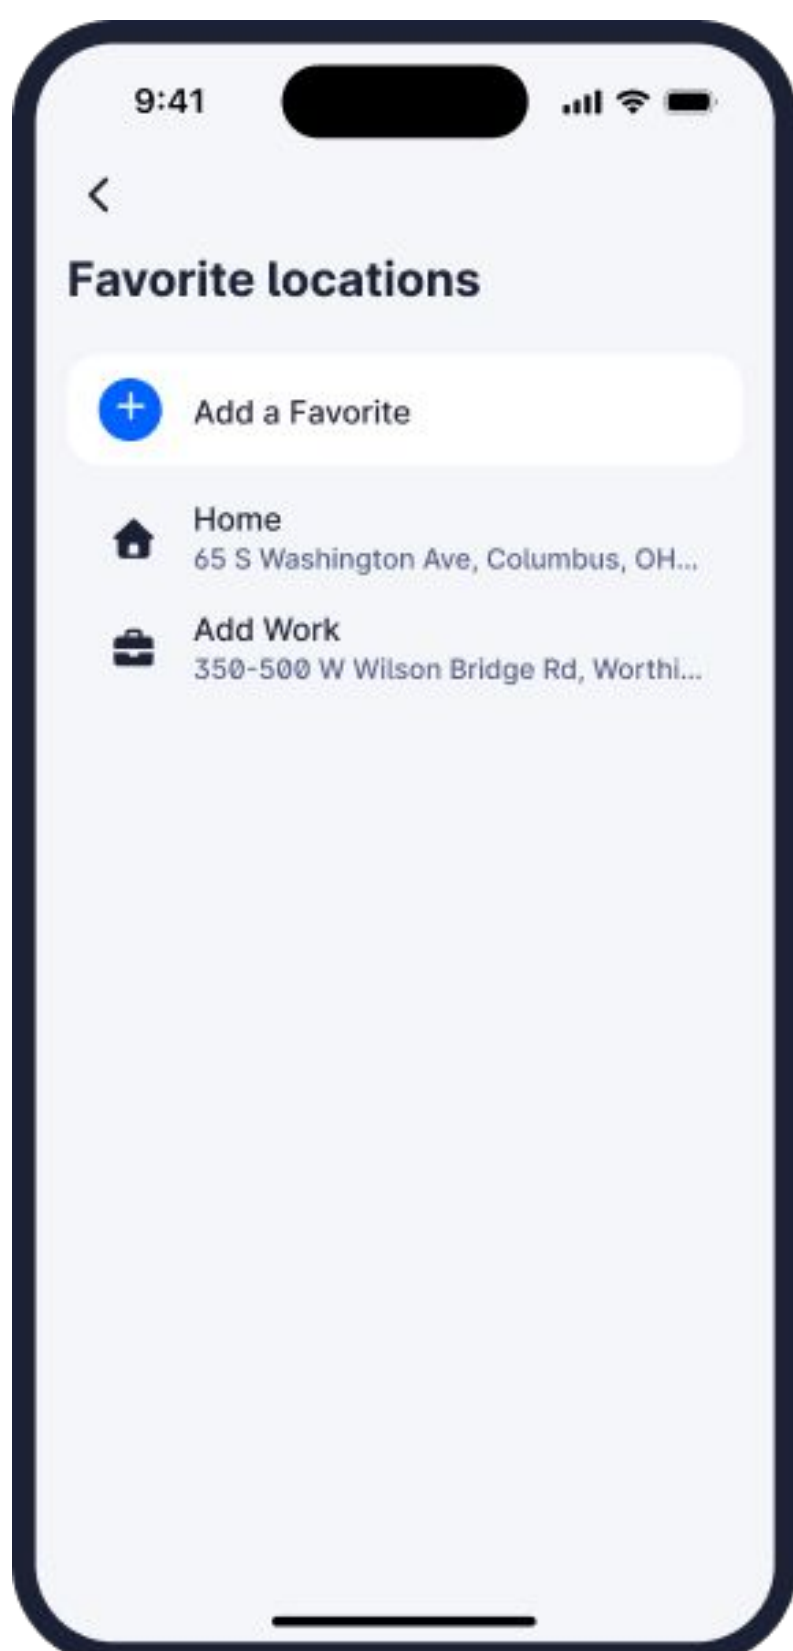 9:41
Favorite locations
Add a Favorite
Home
65 S Washington Ave, Columbus, OH...
Add Work
350-500 W Wilson Bridge Rd, Worthi...